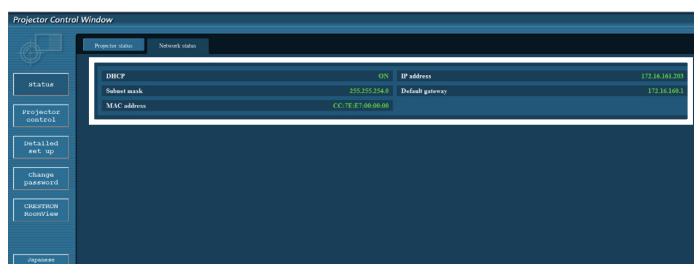 Projector Control Window
Projector status Network status
DHCP ON IP address 172.16.161.203
Subnet mask 255.255.254.0 Default gateway 172.16.160.1
MAC address CC:7E:E7:00:00:00
Status
Projector
control
Detailed
set up
Change
password
CRESTRON
RoomView
Japanese